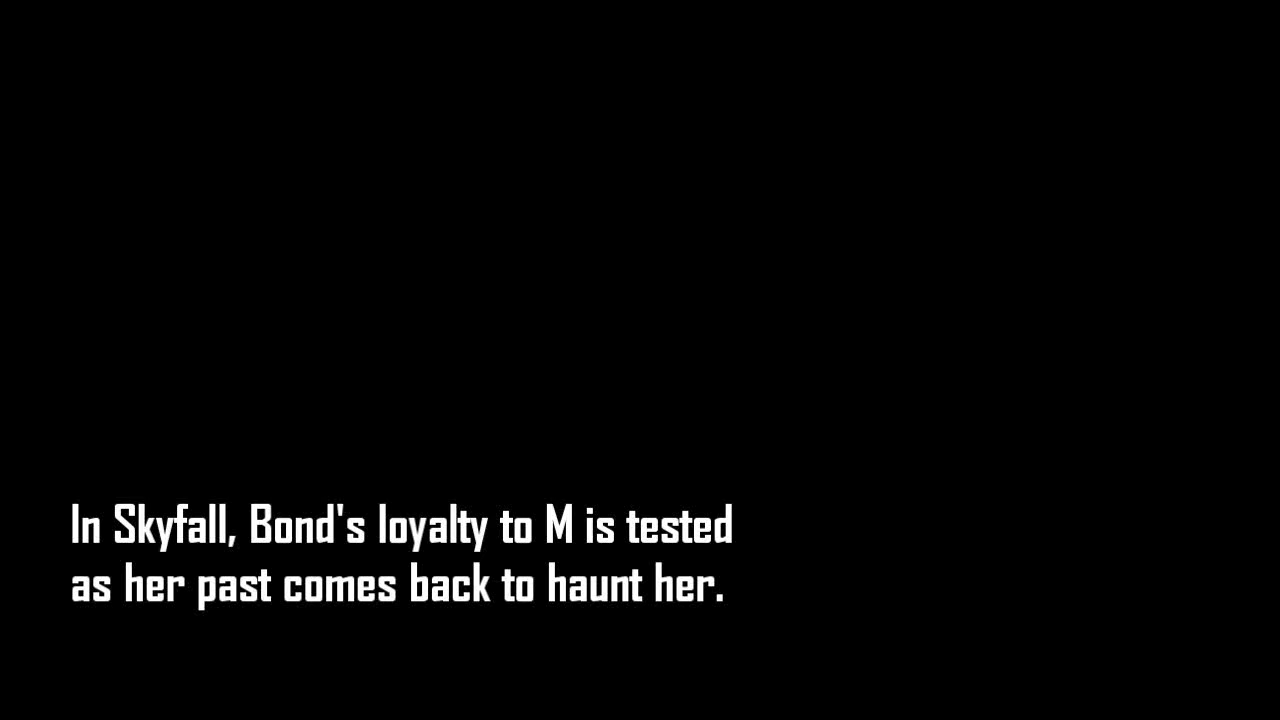 In Skyfall, Bond's loyalty to M is tested
as her past comes back to haunt her.